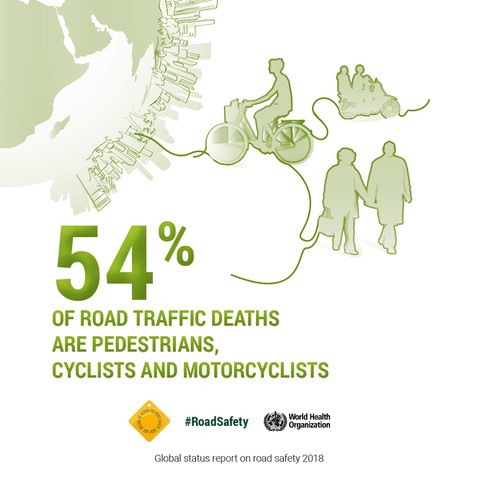 54%
OF ROAD TRAFFIC DEATHS
ARE PEDESTRIANS,
CYCLISTS AND MOTORCYCLISTS
#RoadSafety
World Health
Organization
Global status report on road safety 2018